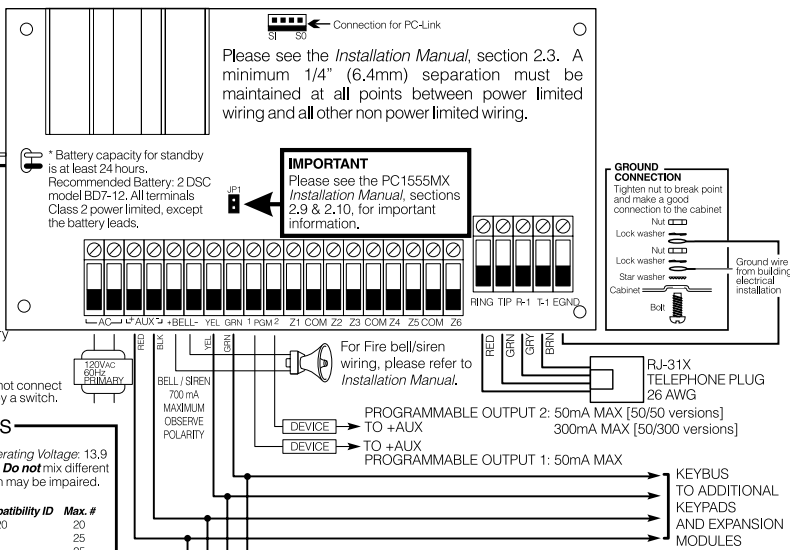 Connection for PC-Link
SI S0
Please see the Installation Manual, section 2.3. A
minimum 1/4" (6.4mm) separation must be
maintained at all points between power limited
wiring and all other non power limited wiring.
* Battery capacity for standby
is at least 24 hours.
Recommended Battery: 2 DSC
model BD7-12. All terminals
Class 2 power limited, except
the battery leads.
JP1
IMPORTANT
Please see the PC1555MX
Installation Manual, sections
2.9 & 2.10, for important
information.
GROUND
CONNECTION
Tighten nut to break point
and make a good
connection to the cabinet
Nut
Lock washer
Nut
Lock washer
Star washer
Cabinet
Bolt
Ground wire
from building
electrical
installation
AC +AUX- +BELL- YEL GRN 1 PGM 2 Z1 COM Z2 Z3 COM Z4 Z5 COM Z6
RING TIP R-1 T-1 EGND
RED BLK YEL GRN
RED GRN GRY BRN
120VAC
60Hz
PRIMARY
BELL / SIREN
700 mA
MAXIMUM
OBSERVE
POLARITY
For Fire bell/siren
wiring, please refer to
Installation Manual.
RJ-31X
TELEPHONE PLUG
26 AWG
not connect
y a switch.
PROGRAMMABLE OUTPUT 2: 50mA MAX [50/50 versions]
300mA MAX [50/300 versions]
DEVICE TO +AUX
DEVICE TO +AUX
PROGRAMMABLE OUTPUT 1: 50mA MAX
S
erating Voltage: 13.9
Do not mix different
n may be impaired.
patibility ID Max. #
20 20
25
KEYBUS
TO ADDITIONAL
KEYPADS
AND EXPANSION
MODULES